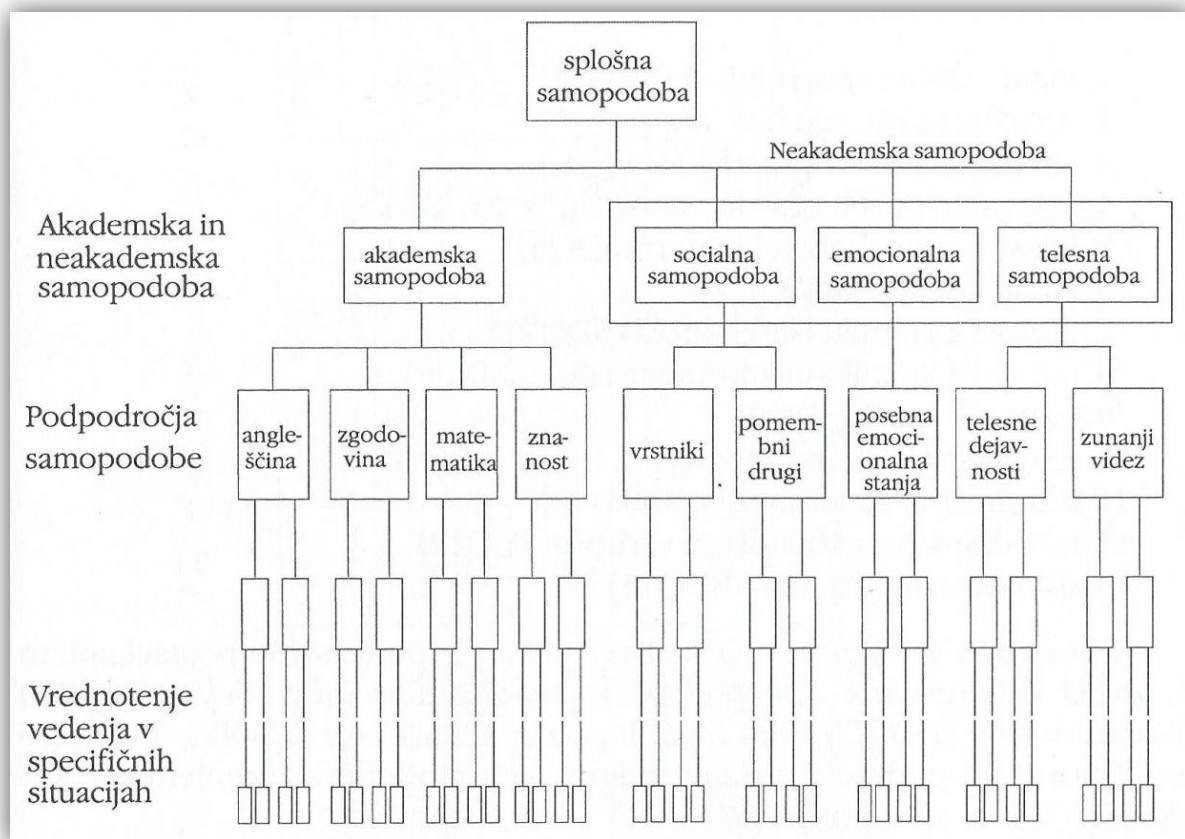 splošna
samopodoba
Neakademska samopodoba
Akademska in
neakademska
samopodoba
akademska
samopodoba
socialna
samopodoba
emocionalna
samopodoba
telesna
samopodoba
Podpodročja
samopodobe
angle-
ščina
zgodo-
vina
mate-
matika
zna-
nost
vrstniki
pomem-
bni
drugi
posebna
emoci-
onalna
stanja
telesne
dejav-
nosti
zunanji
videz
Vrednotenje
vedenja v
specifičnih
situacijah